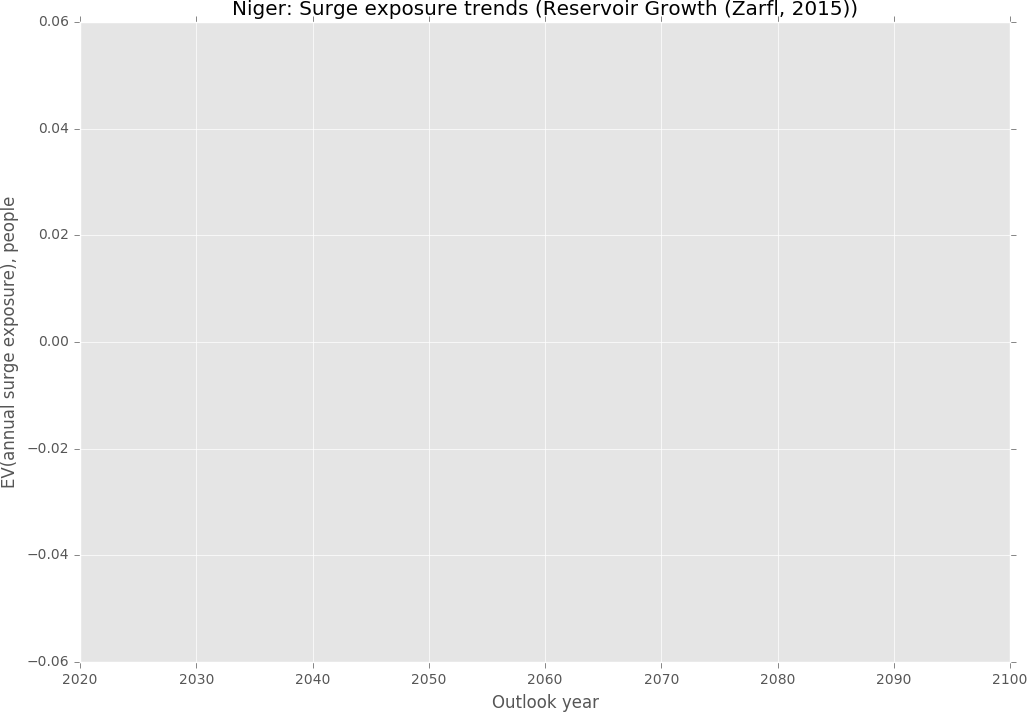 Niger: Surge exposure trends (Reservoir Growth (Zarfl, 2015))
EV(annual surge exposure), people
0.06
0.04
0.02
0.00
−0.02
−0.04
−0.06
2020 2030 2040 2050 2060 2070 2080 2090 2100
Outlook year